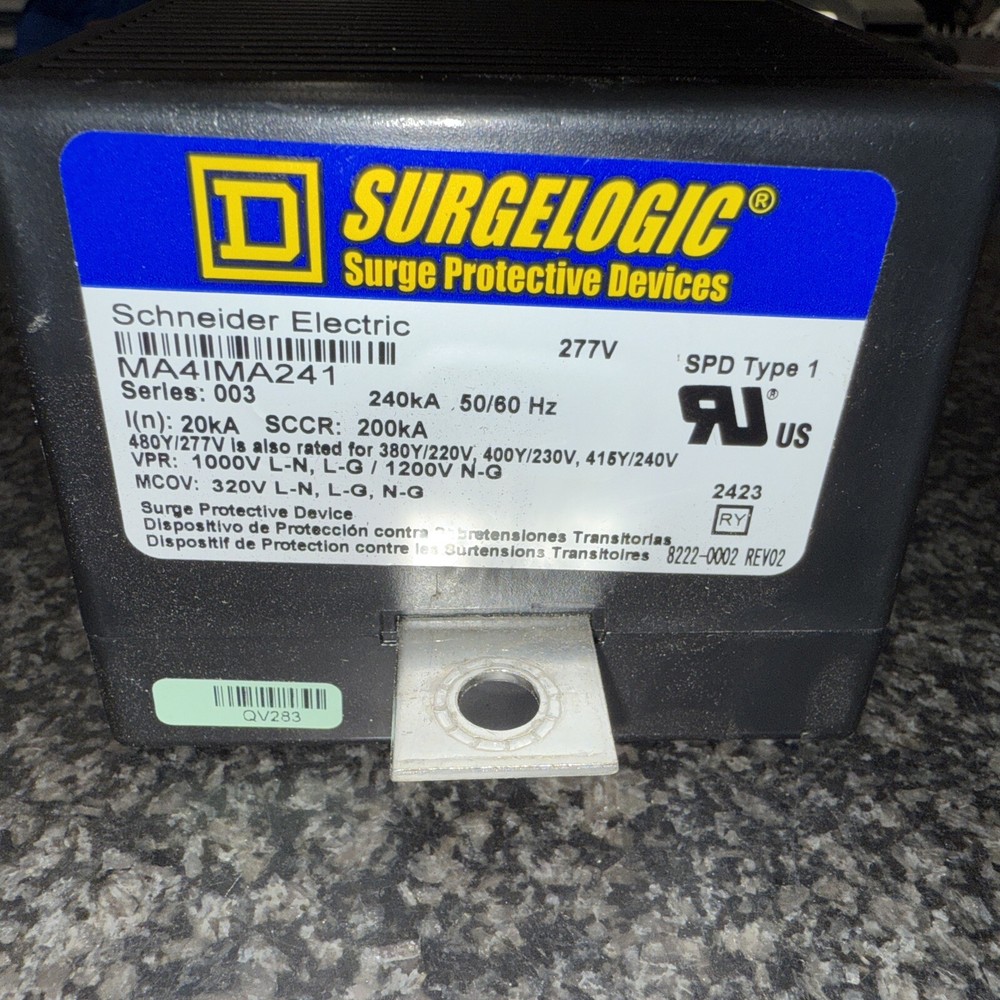 D
SURGELOGIC®
Surge Protective Devices
Schneider Electric
277V
SPD Type 1
MA4IMA241
Series: 003
240kA 50/60 Hz
RU® US
I(n): 20kA SCCR: 200kA
480Y/277V is also rated for 380Y/220V, 400Y/230V, 415Y/240V
VPR: 1000V L-N, L-G / 1200V N-G
MCOV: 320V L-N, L-G, N-G
2423
RY
Surge Protective Device
Dispositivo de Protección contra Sobretensiones Transitorias
Dispositif de Protection contre les Surtensions Transitoires
8222-0002 REV02
QV283